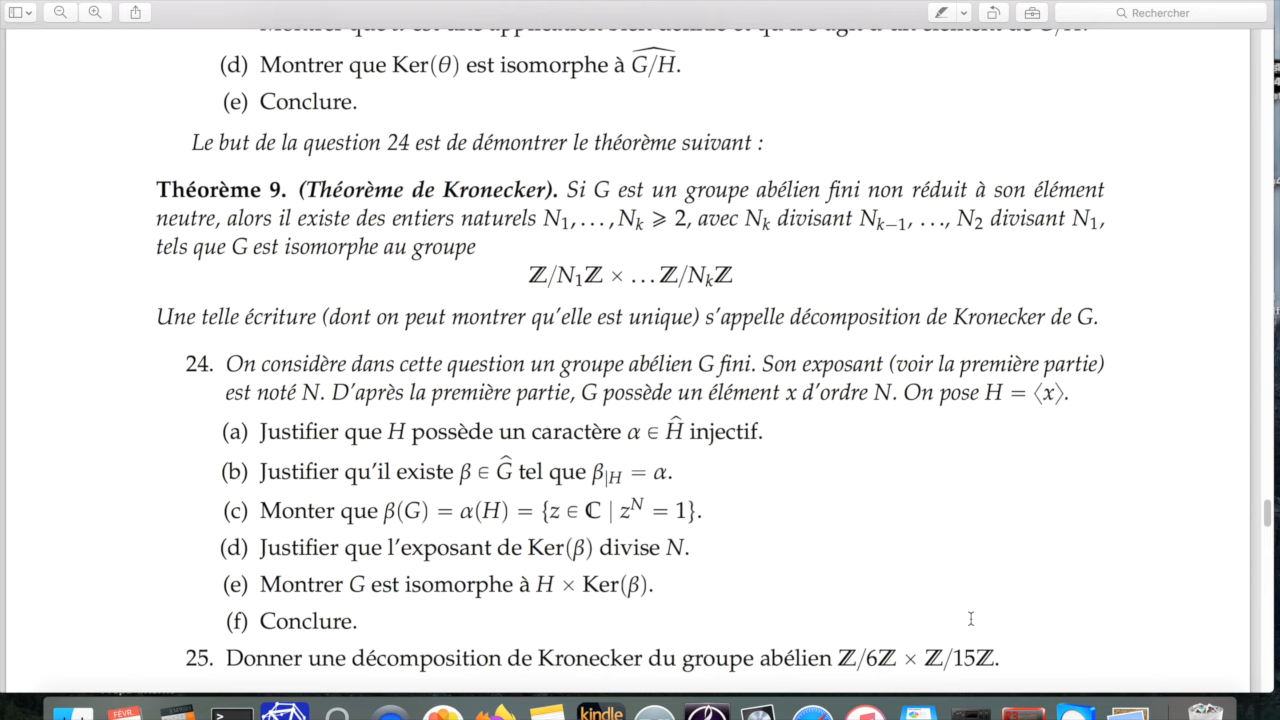 Rechercher
(d) Montrer que Ker(θ) est isomorphe à \widehat{G/H}.
(e) Conclure.
Le but de la question 24 est de démontrer le théorème suivant :
Théorème 9. (Théorème de Kronecker). Si G est un groupe abélien fini non réduit à son élément
neutre, alors il existe des entiers naturels N₁, . . . , Nₖ ⩾ 2, avec Nₖ divisant Nₖ₋₁, . . ., N₂ divisant N₁,
tels que G est isomorphe au groupe
ℤ/N₁ℤ × . . . ℤ/Nₖℤ
Une telle écriture (dont on peut montrer qu'elle est unique) s'appelle décomposition de Kronecker de G.
24. On considère dans cette question un groupe abélien G fini. Son exposant (voir la première partie)
est noté N. D'après la première partie, G possède un élément x d'ordre N. On pose H = ⟨x⟩.
(a) Justifier que H possède un caractère α ∈ Ĥ injectif.
(b) Justifier qu'il existe β ∈ Ĝ tel que β|H = α.
(c) Monter que β(G) = α(H) = {z ∈ ℂ | zᴺ = 1}.
(d) Justifier que l'exposant de Ker(β) divise N.
(e) Montrer G est isomorphe à H × Ker(β).
(f) Conclure.
25. Donner une décomposition de Kronecker du groupe abélien ℤ/6ℤ × ℤ/15ℤ.
FÉVR.
kindle